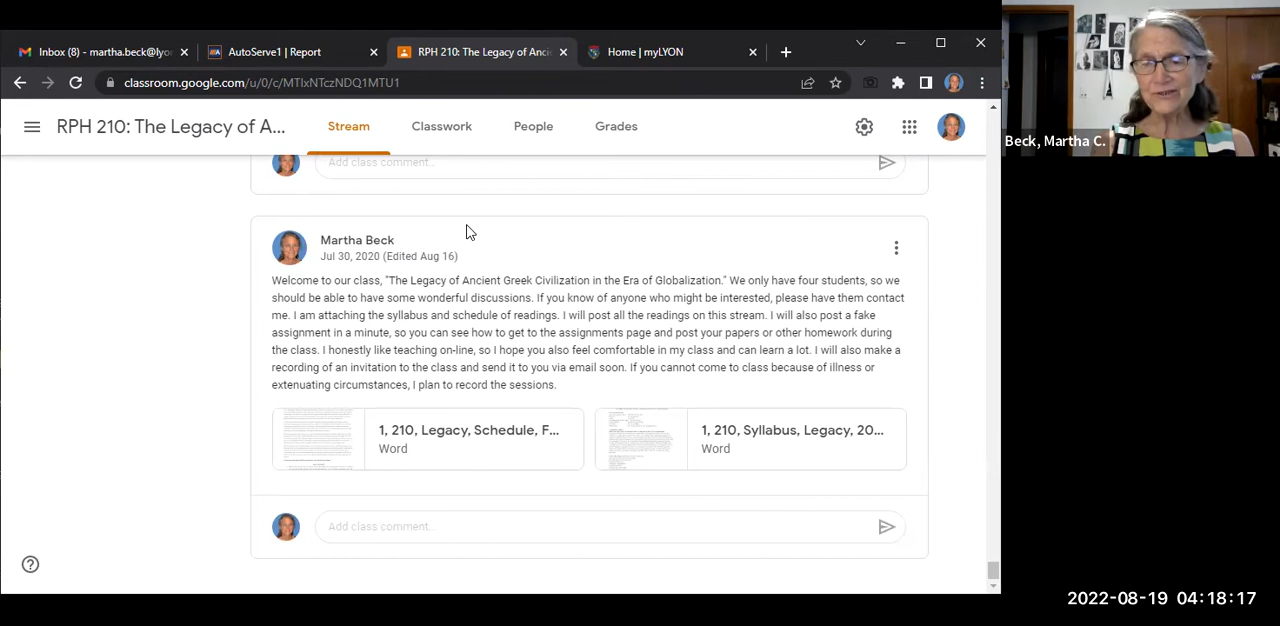 Inbox (8) - martha.beck@lyo
AutoServe1 | Report
RPH 210: The Legacy of Anci
Home | myLYON
classroom.google.com/u/0/c/MTIxNTczNDQ1MTU1
RPH 210: The Legacy of A...
Stream
Classwork
People
Grades
Beck, Martha C.
Add class comment..
Martha Beck
Jul 30, 2020 (Edited Aug 16)
Welcome to our class, "The Legacy of Ancient Greek Civilization in the Era of Globalization." We only have four students, so we
should be able to have some wonderful discussions. If you know of anyone who might be interested, please have them contact
me. I am attaching the syllabus and schedule of readings. I will post all the readings on this stream. I will also post a fake
assignment in a minute, so you can see how to get to the assignments page and post your papers or other homework during
the class. I honestly like teaching on-line, so I hope you also feel comfortable in my class and can learn a lot. I will also make a
recording of an invitation to the class and send it to you via email soon. If you cannot come to class because of illness or
extenuating circumstances, I plan to record the sessions.
1, 210, Legacy, Schedule, F...
Word
1, 210, Syllabus, Legacy, 20...
Word
Add class comment..
2022-08-19 04:18:17